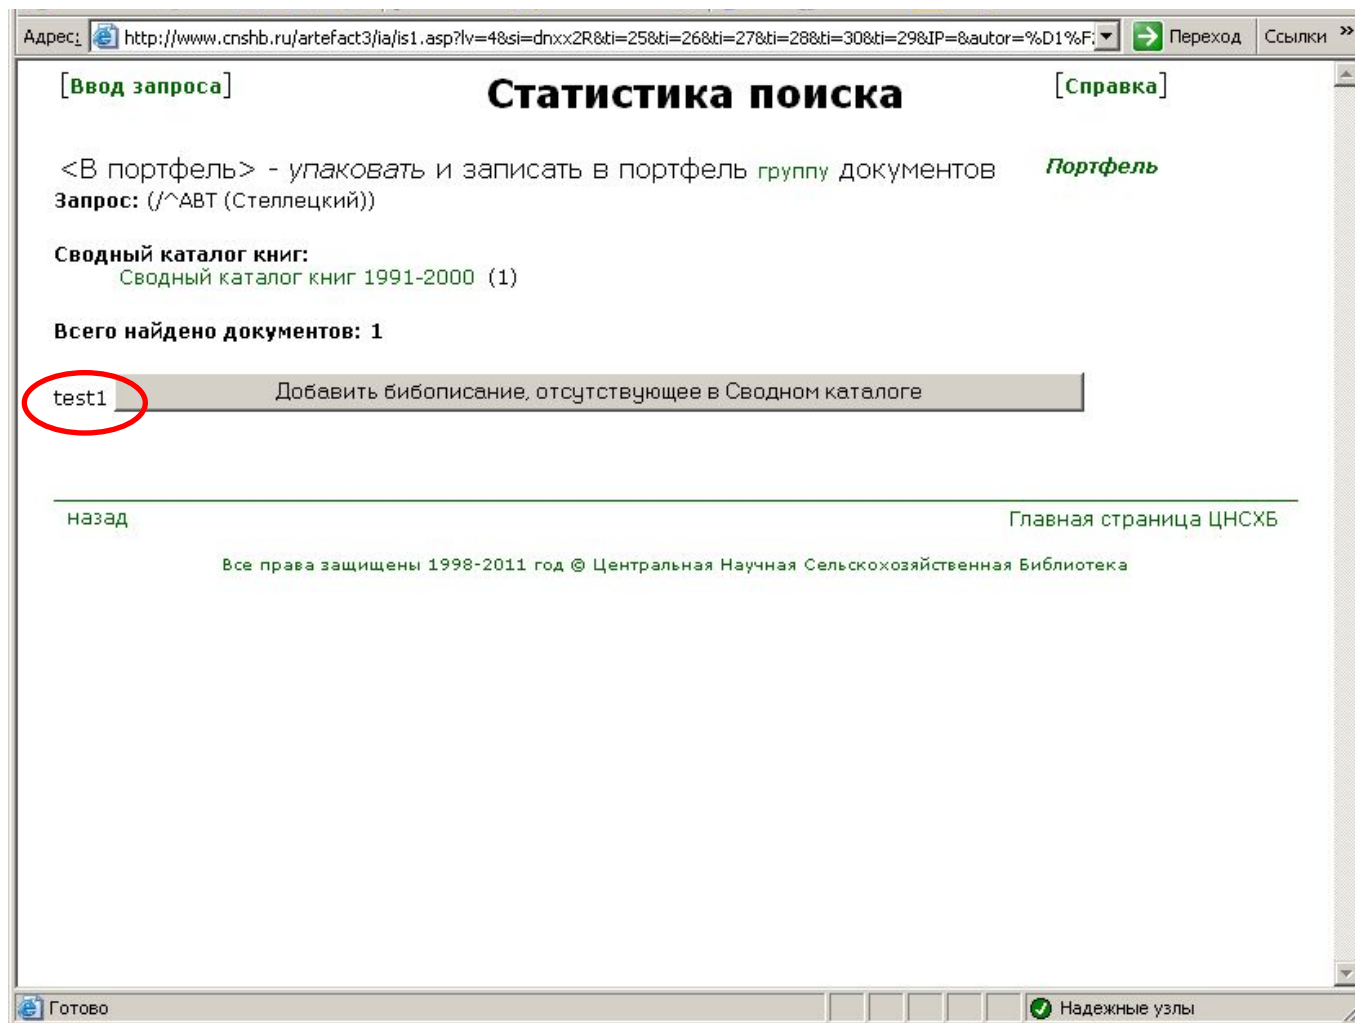 Адрес: http://www.cnshb.ru/artefact3/ia/is1.asp?lv=4&si=dnxx2R&ti=25&ti=26&ti=27&ti=28&ti=30&ti=29&IP=&autor=%D1%F; Переход Ссылки »
[Ввод запроса] Статистика поиска [Справка]
<В портфель> - упаковать и записать в портфель группу документов Портфель
Запрос: (/^АВТ (Стеллецкий))
Сводный каталог книг:
Сводный каталог книг 1991-2000 (1)
Всего найдено документов: 1
test1 Добавить бибописание, отсутствующее в Сводном каталоге
назад Главная страница ЦНСХБ
Все права защищены 1998-2011 год © Центральная Научная Сельскохозяйственная Библиотека
Готово Надежные узлы